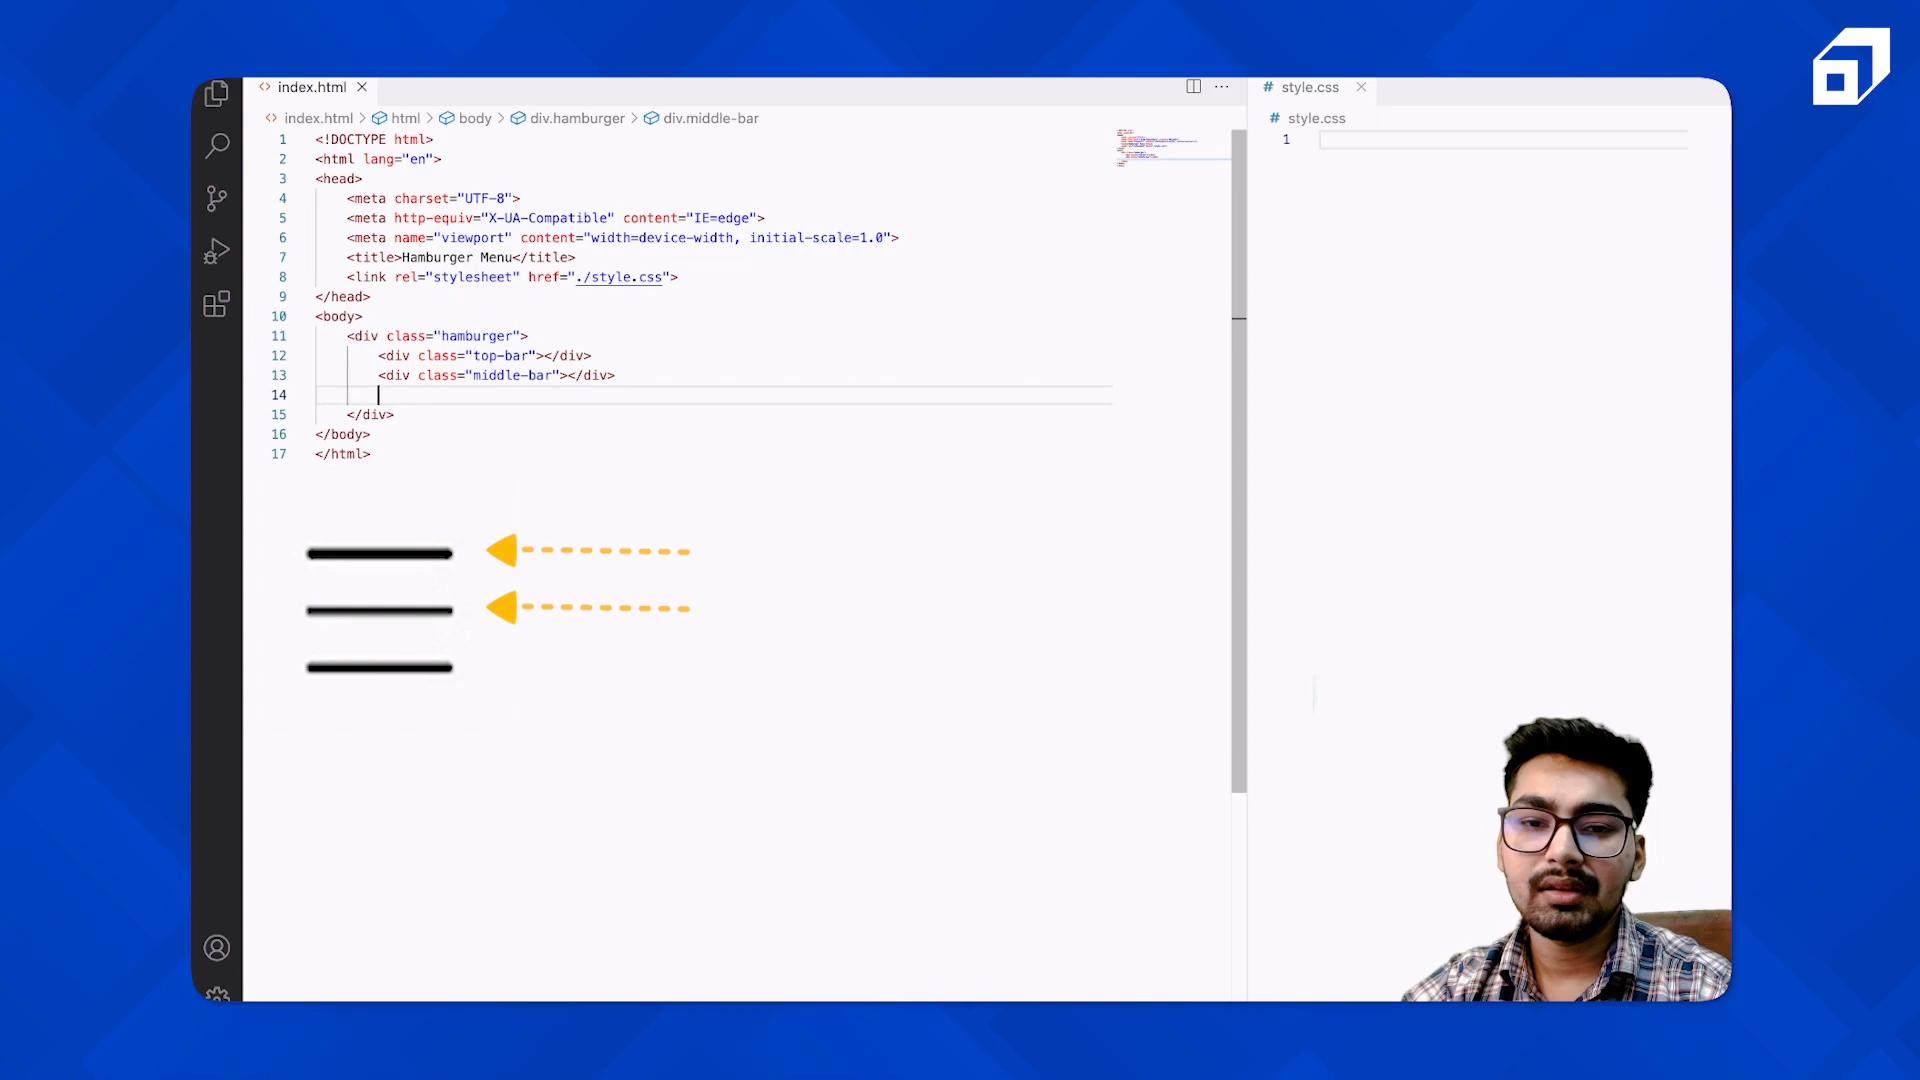 index.html
style.css
index.html > html > body > div.hamburger > div.middle-bar
# style.css
1 <!DOCTYPE html>
2 <html lang="en">
3 <head>
4 <meta charset="UTF-8">
5 <meta http-equiv="X-UA-Compatible" content="IE=edge">
6 <meta name="viewport" content="width=device-width, initial-scale=1.0">
7 <title>Hamburger Menu</title>
8 <link rel="stylesheet" href="./style.css">
9 </head>
10 <body>
11 <div class="hamburger">
12 <div class="top-bar"></div>
13 <div class="middle-bar"></div>
14
15 </div>
16 </body>
17 </html>
1